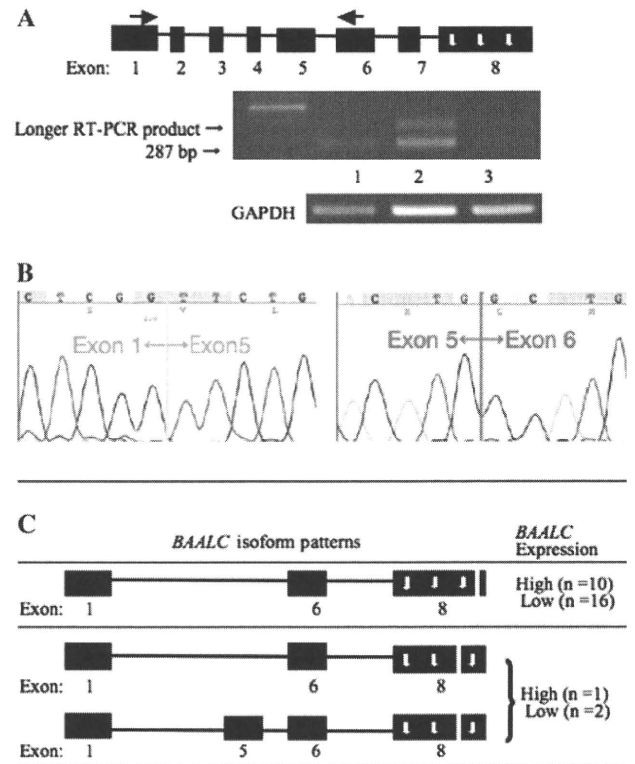 A
Exon: 1 2 3 4 5 6 7 8
Longer RT-PCR product →
287 bp →
1 2 3
GAPDH
B
C T C G G T T C T G
C T G G C T G
Exon 1 ↔ Exon5
Exon 5 ↔ Exon 6
C
BAALC isoform patterns
BAALC
Expression
High (n =10)
Low (n =16)
Exon: 1 6 8
Exon: 1 6 8
High (n =1)
Low (n =2)
Exon: 1 5 6 8